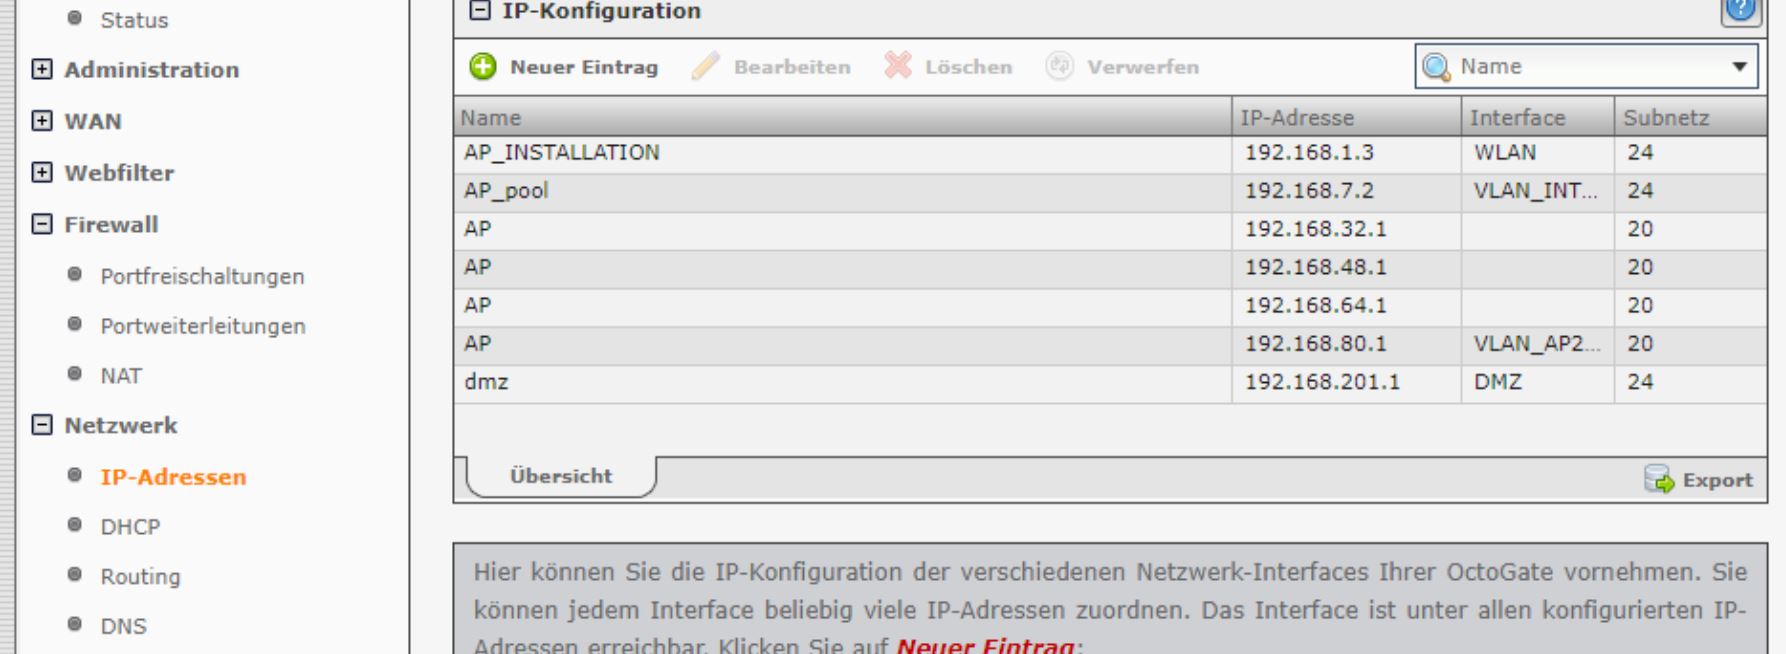 Status
Administration
WAN
Webfilter
Firewall
Portfreischaltungen
Portweiterleitungen
NAT
Netzwerk
IP-Adressen
DHCP
Routing
DNS
IP-Konfiguration ?
Neuer Eintrag Bearbeiten Löschen Verwerfen Name
Name IP-Adresse Interface Subnetz
AP_INSTALLATION 192.168.1.3 WLAN 24
AP_pool 192.168.7.2 VLAN_INT... 24
AP 192.168.32.1 20
AP 192.168.48.1 20
AP 192.168.64.1 20
AP 192.168.80.1 VLAN_AP2... 20
dmz 192.168.201.1 DMZ 24
Übersicht Export
Hier können Sie die IP-Konfiguration der verschiedenen Netzwerk-Interfaces Ihrer OctoGate vornehmen. Sie
können jedem Interface beliebig viele IP-Adressen zuordnen. Das Interface ist unter allen konfigurierten IP-
Adressen erreichbar. Klicken Sie auf Neuer Eintrag: